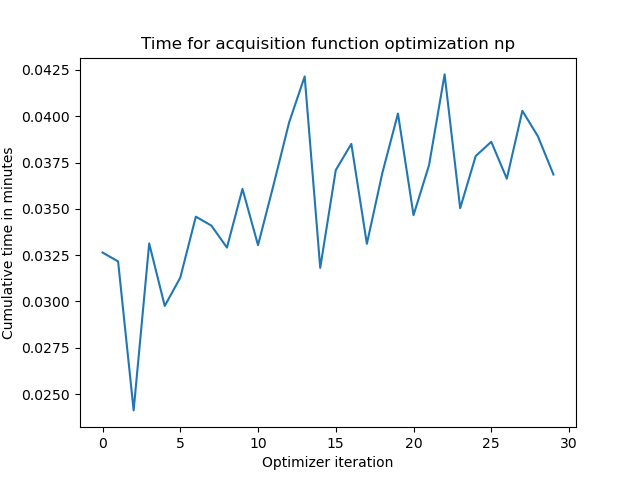 Time for acquisition function optimization np
0.0425
0.0400
0.0375
0.0350
0.0325
0.0300
0.0275
0.0250
Cumulative time in minutes
0 5 10 15 20 25 30
Optimizer iteration